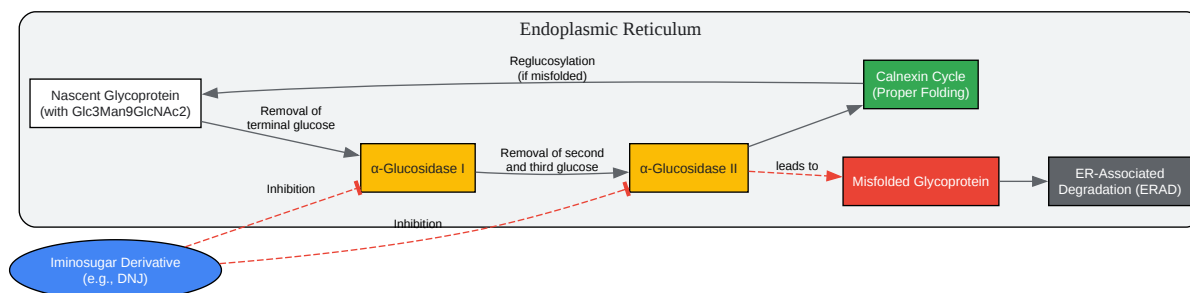 Endoplasmic Reticulum
Reglucosylation
(if misfolded)
Calnexin Cycle
(Proper Folding)
Nascent Glycoprotein
(with Glc3Man9GlcNAc2)
Removal of
terminal glucose
α-Glucosidase I
Removal of second
and third glucose
α-Glucosidase II
leads to
Misfolded Glycoprotein
ER-Associated
Degradation (ERAD)
Inhibition
Inhibition
Iminosugar Derivative
(e.g., DNJ)